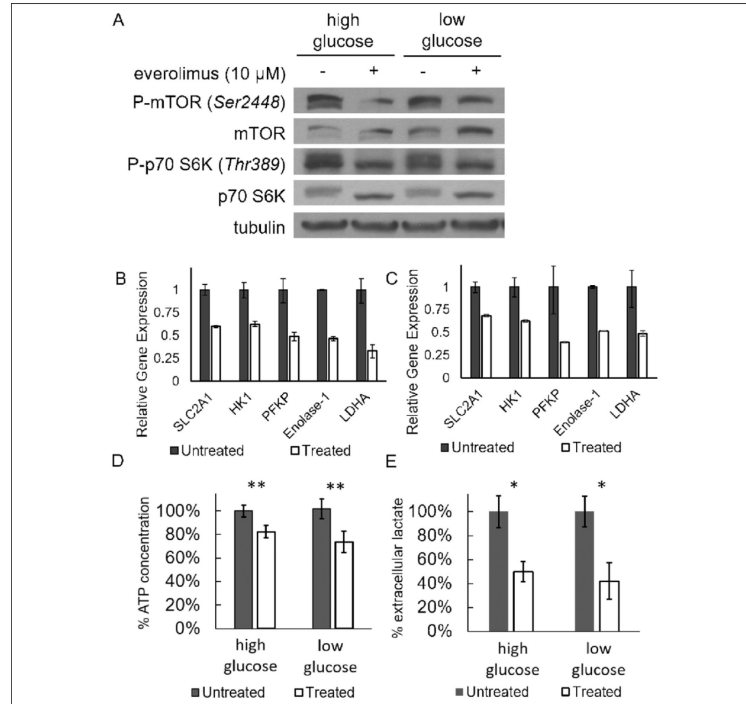 A
high glucose
low glucose
everolimus (10 μM)
- + - +
P-mTOR (Ser2448)
mTOR
P-p70 S6K (Thr389)
p70 S6K
tubulin
B
Relative Gene Expression
1
0.75
0.5
0.25
0
SLC2A1
HK1
PFKP
Enolase-1
LDHA
Untreated
Treated
C
Relative Gene Expression
1
0.75
0.5
0.25
0
SLC2A1
HK1
PFKP
Enolase-1
LDHA
Untreated
Treated
D
% ATP concentration
** **
100%
80%
60%
40%
20%
0%
high glucose
low glucose
Untreated
Treated
E
% extracellular lactate
* *
100%
80%
60%
40%
20%
0%
high glucose
low glucose
Untreated
Treated